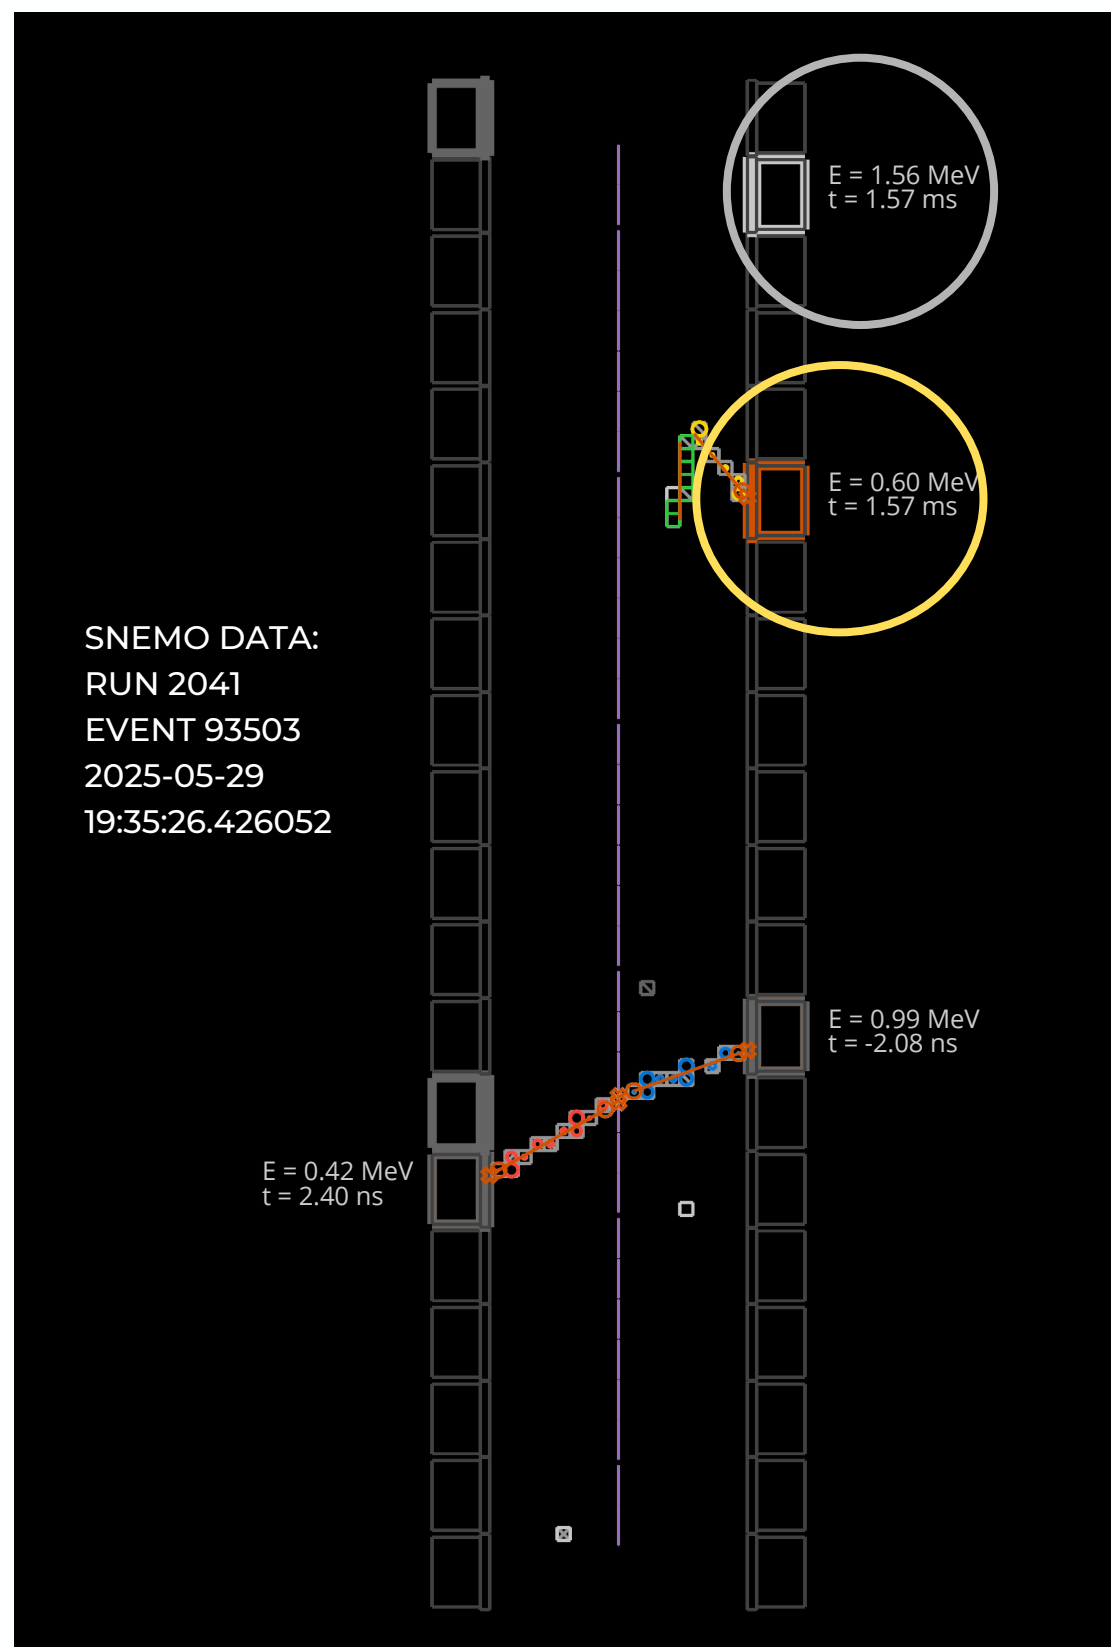 E = 1.56 MeV
t = 1.57 ms
E = 0.60 MeV
t = 1.57 ms
SNEMO DATA:
RUN 2041
EVENT 93503
2025-05-29
19:35:26.426052
E = 0.99 MeV
t = -2.08 ns
E = 0.42 MeV
t = 2.40 ns